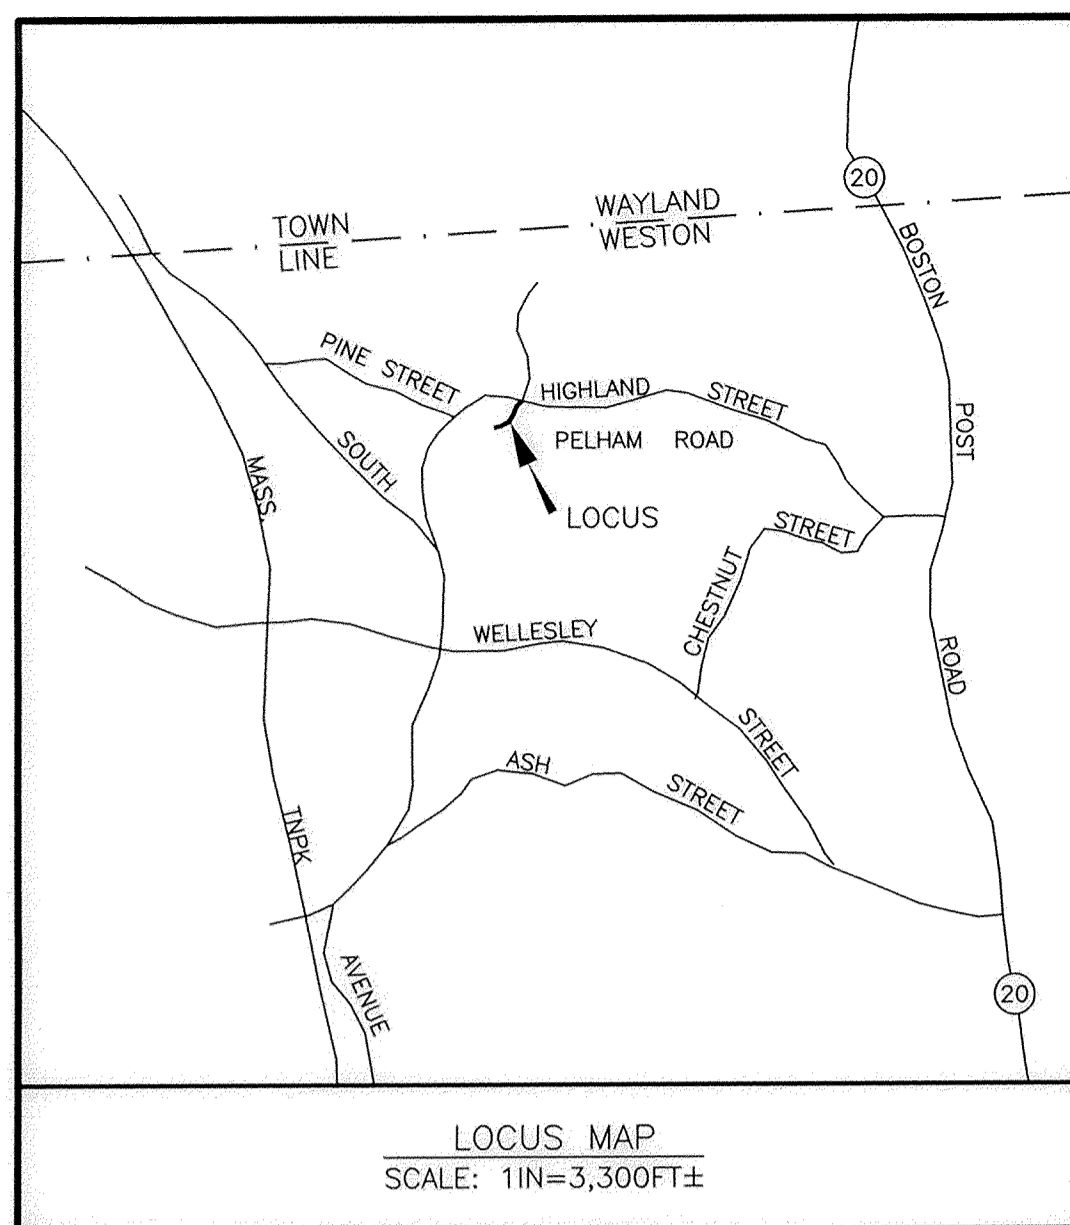 20
WAYLAND
TOWN
WESTON
LINE
BOSTON
PINE STREET
HIGHLAND
STREET
POST
PELHAM ROAD
SOUTH
MASS.
LOCUS
STREET
CHESTNUT
WELLESLEY
ROAD
STREET
ASH
STREET
TNPK
AVENUE
20
LOCUS MAP
SCALE: 1IN=3,300FT±